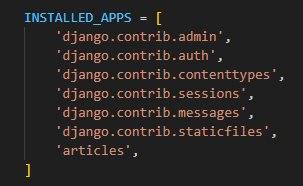 INSTALLED_APPS = [
    'django.contrib.admin',
    'django.contrib.auth',
    'django.contrib.contenttypes',
    'django.contrib.sessions',
    'django.contrib.messages',
    'django.contrib.staticfiles',
    'articles',
]